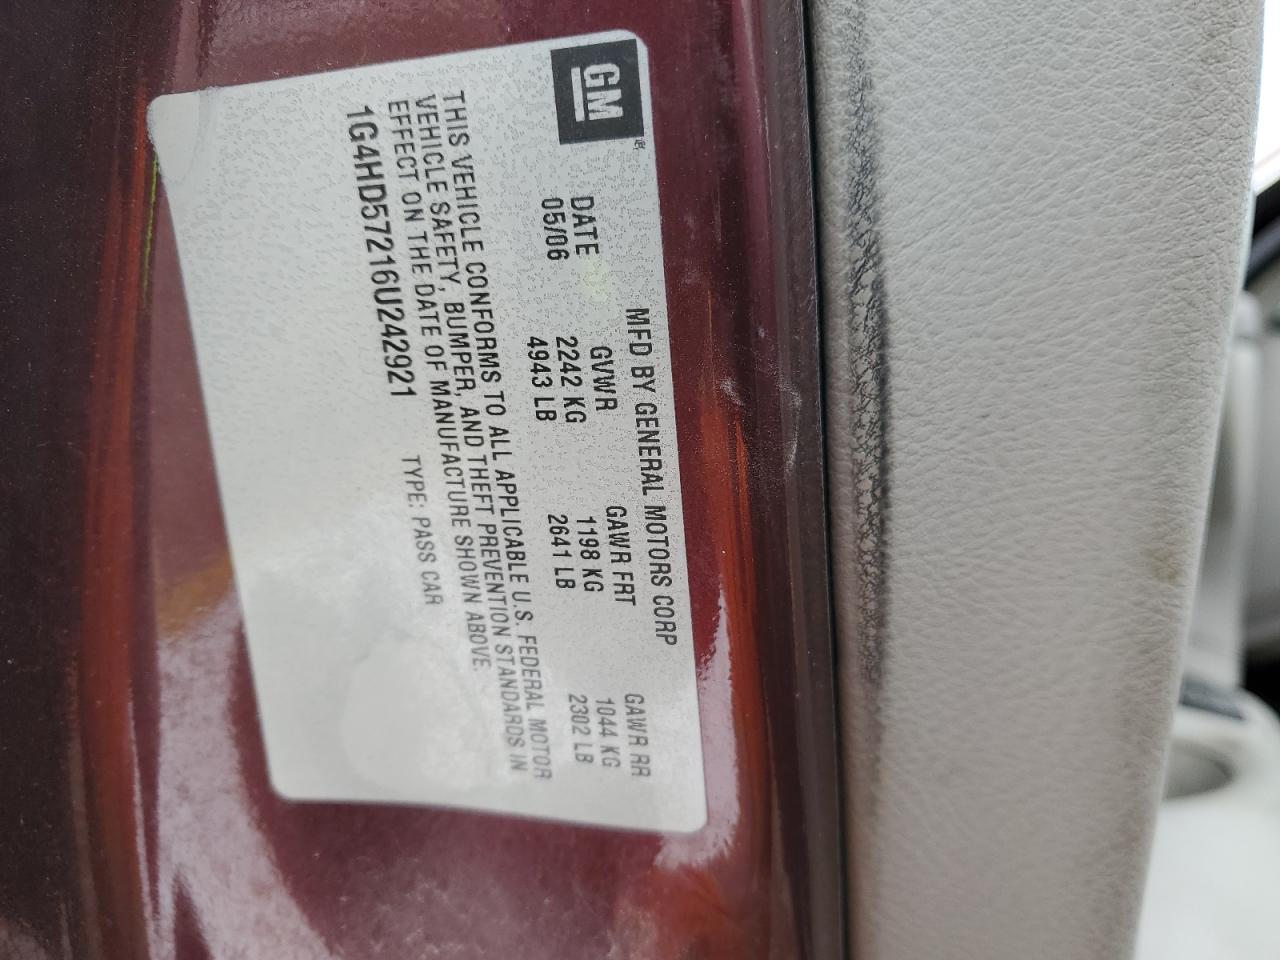 GM
MFD BY GENERAL MOTORS CORP
DATE GVWR GAWR FRT GAWR RR
05/06 2242 KG 1198 KG 1044 KG
4943 LB 2641 LB 2302 LB
THIS VEHICLE CONFORMS TO ALL APPLICABLE U.S. FEDERAL MOTOR
VEHICLE SAFETY, BUMPER, AND THEFT PREVENTION STANDARDS IN
EFFECT ON THE DATE OF MANUFACTURE SHOWN ABOVE.
1G4HD57216U242921 TYPE: PASS CAR